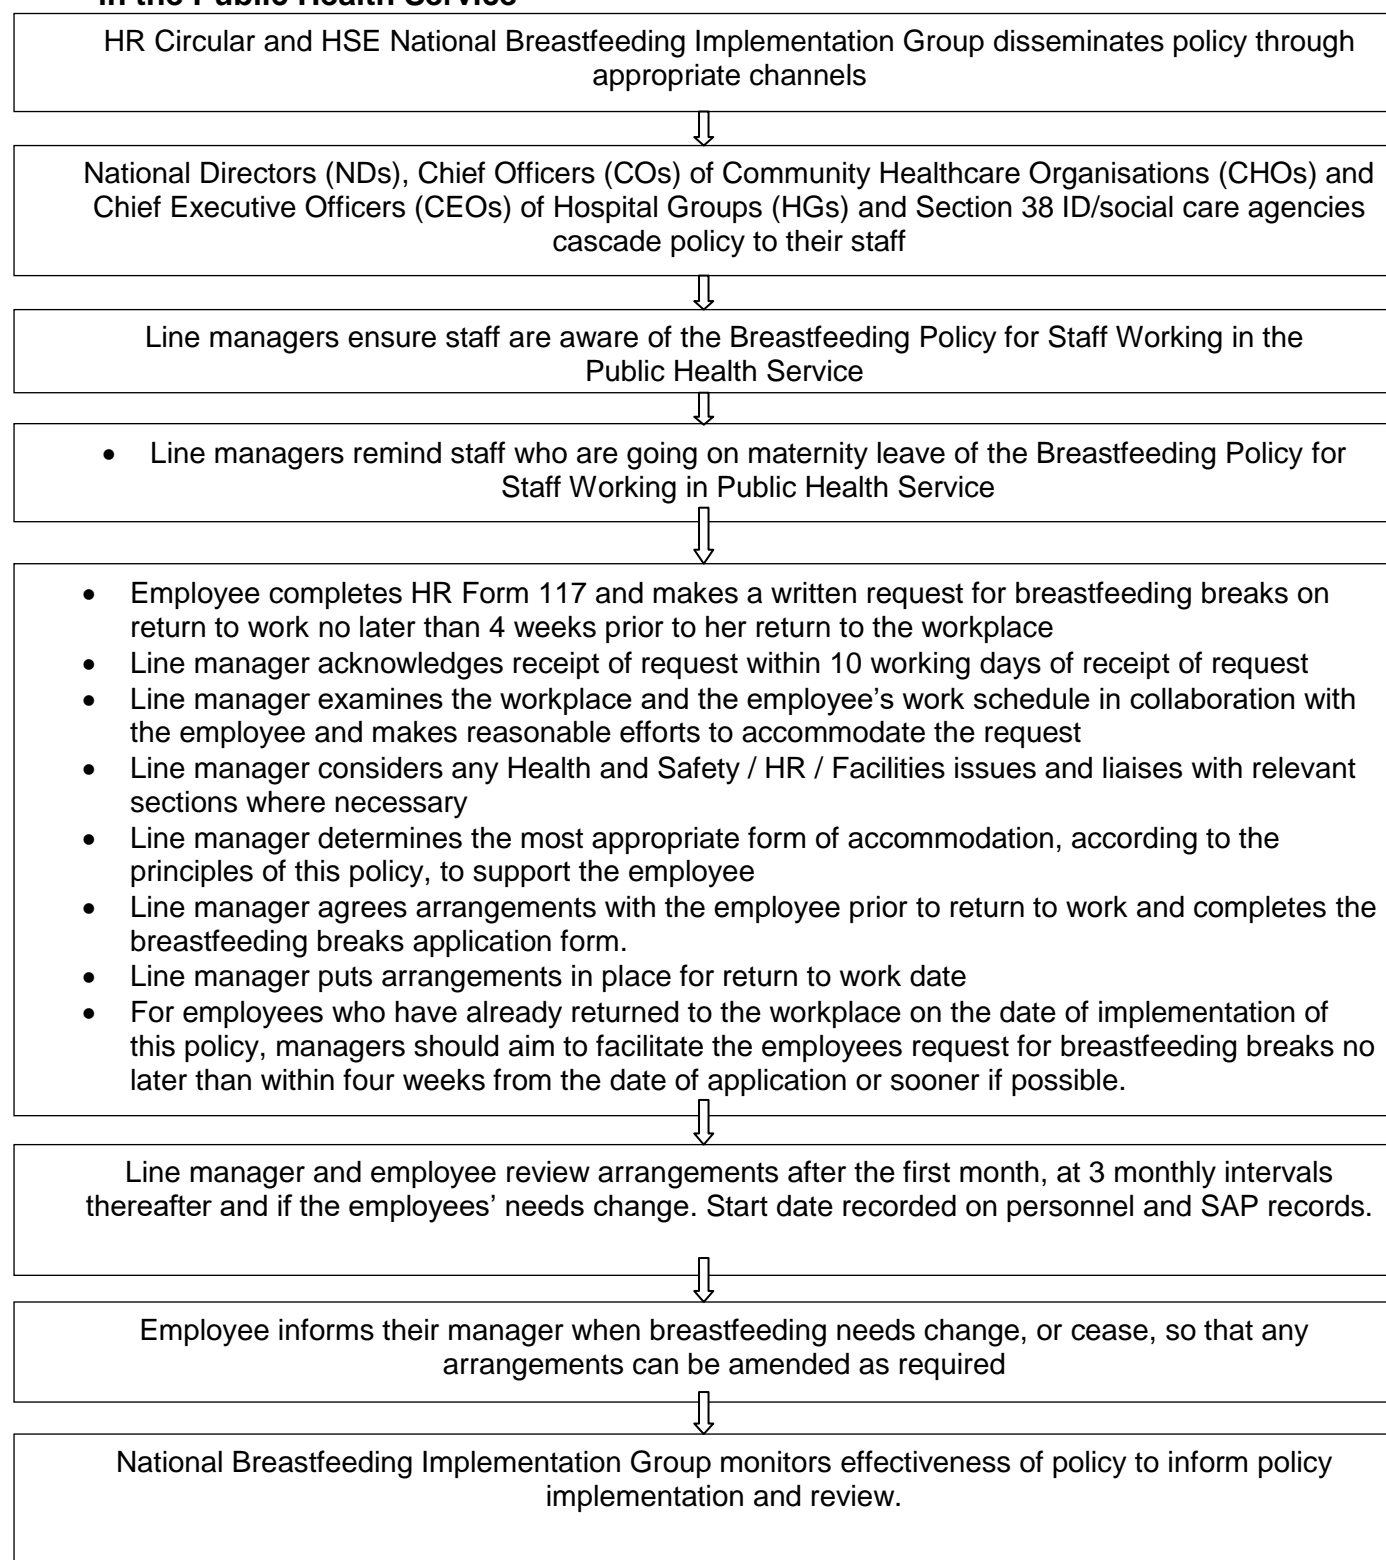 in the Public Health Service
HR Circular and HSE National Breastfeeding Implementation Group disseminates policy through
appropriate channels
National Directors (NDs), Chief Officers (COs) of Community Healthcare Organisations (CHOs) and
Chief Executive Officers (CEOs) of Hospital Groups (HGs) and Section 38 ID/social care agencies
cascade policy to their staff
Line managers ensure staff are aware of the Breastfeeding Policy for Staff Working in the
Public Health Service
• Line managers remind staff who are going on maternity leave of the Breastfeeding Policy for
Staff Working in Public Health Service
• Employee completes HR Form 117 and makes a written request for breastfeeding breaks on
return to work no later than 4 weeks prior to her return to the workplace
• Line manager acknowledges receipt of request within 10 working days of receipt of request
• Line manager examines the workplace and the employee’s work schedule in collaboration with
the employee and makes reasonable efforts to accommodate the request
• Line manager considers any Health and Safety / HR / Facilities issues and liaises with relevant
sections where necessary
• Line manager determines the most appropriate form of accommodation, according to the
principles of this policy, to support the employee
• Line manager agrees arrangements with the employee prior to return to work and completes the
breastfeeding breaks application form.
• Line manager puts arrangements in place for return to work date
• For employees who have already returned to the workplace on the date of implementation of
this policy, managers should aim to facilitate the employees request for breastfeeding breaks no
later than within four weeks from the date of application or sooner if possible.
Line manager and employee review arrangements after the first month, at 3 monthly intervals
thereafter and if the employees’ needs change. Start date recorded on personnel and SAP records.
Employee informs their manager when breastfeeding needs change, or cease, so that any
arrangements can be amended as required
National Breastfeeding Implementation Group monitors effectiveness of policy to inform policy
implementation and review.